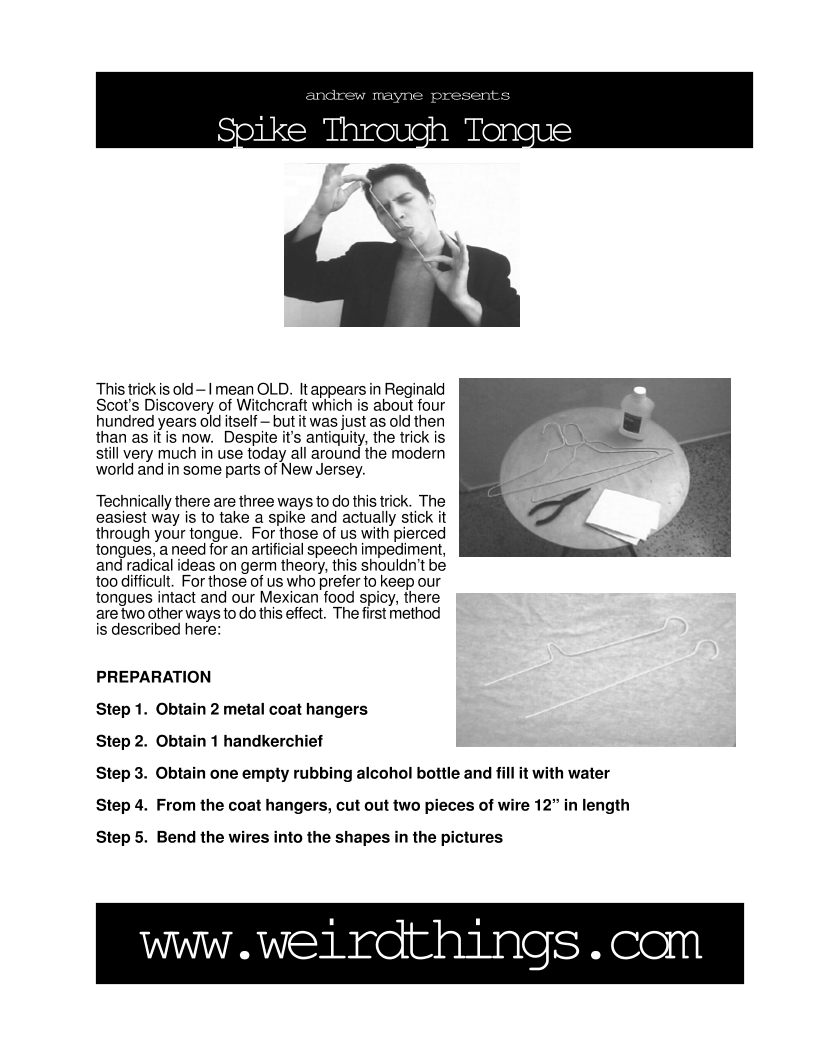 andrew mayne presents
Spike Through Tongue
This trick is old – I mean OLD. It appears in Reginald
Scot's Discovery of Witchcraft which is about four
hundred years old itself – but it was just as old then
than as it is now. Despite it's antiquity, the trick is
still very much in use today all around the modern
world and in some parts of New Jersey.
Technically there are three ways to do this trick. The
easiest way is to take a spike and actually stick it
through your tongue. For those of us with pierced
tongues, a need for an artificial speech impediment,
and radical ideas on germ theory, this shouldn't be
too difficult. For those of us who prefer to keep our
tongues intact and our Mexican food spicy, there
are two other ways to do this effect. The first method
is described here:
PREPARATION
Step 1. Obtain 2 metal coat hangers
Step 2. Obtain 1 handkerchief
Step 3. Obtain one empty rubbing alcohol bottle and fill it with water
Step 4. From the coat hangers, cut out two pieces of wire 12” in length
Step 5. Bend the wires into the shapes in the pictures
www.weirdthings.com